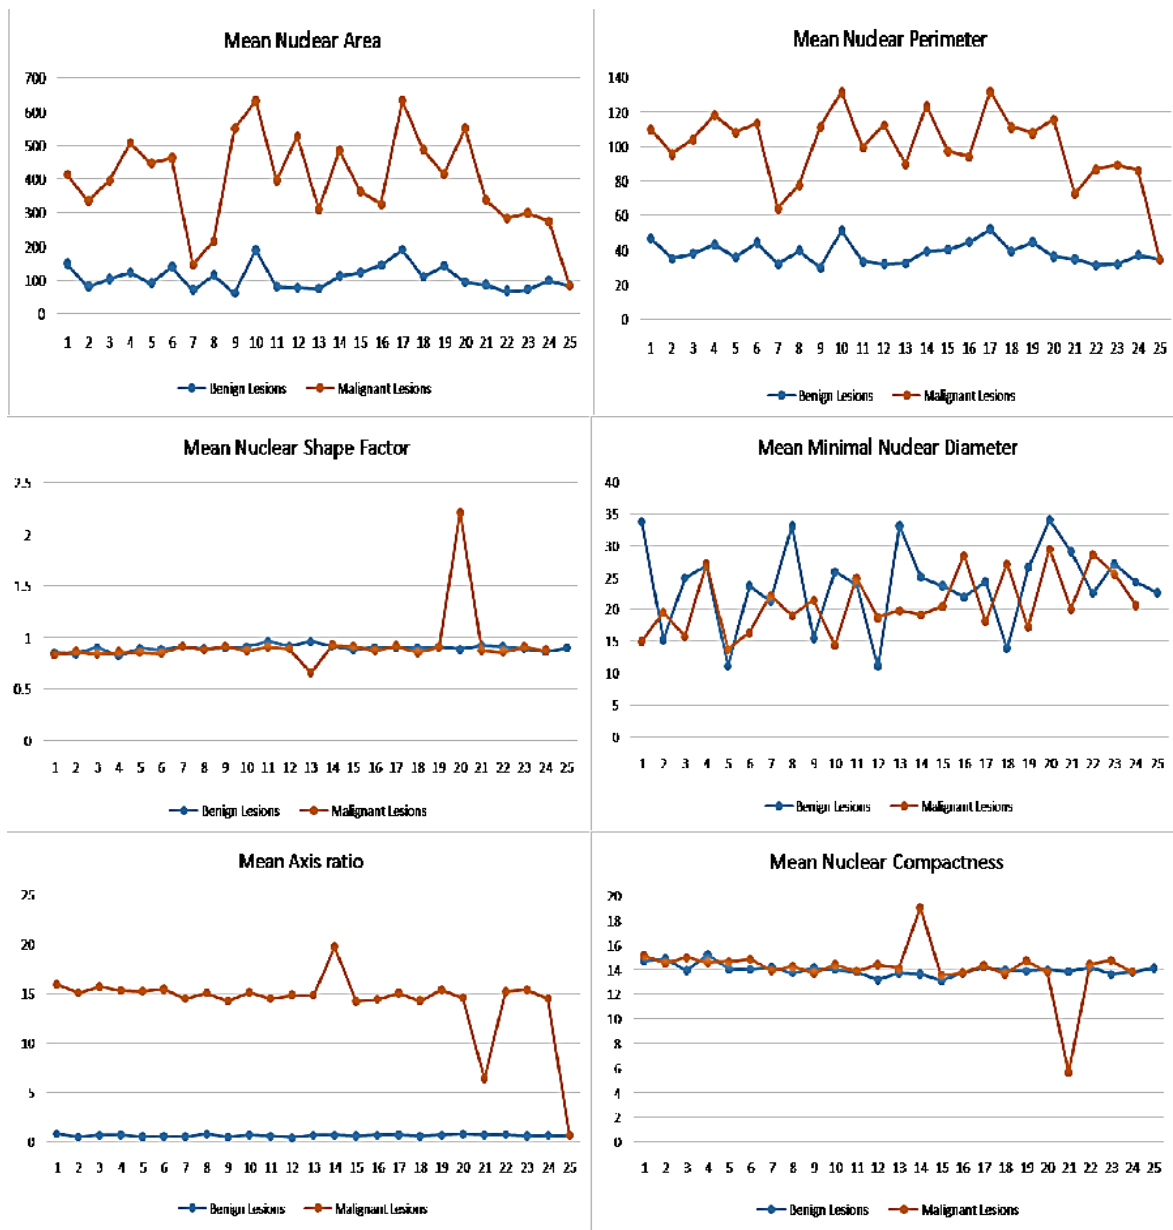 Mean Nuclear Area
700
600
500
400
300
200
100
0
1 2 3 4 5 6 7 8 9 10 11 12 13 14 15 16 17 18 19 20 21 22 23 24 25
Benign Lesions Malignant Lesions
Mean Nuclear Perimeter
140
120
100
80
60
40
20
0
1 2 3 4 5 6 7 8 9 10 11 12 13 14 15 16 17 18 19 20 21 22 23 24 25
Benign Lesions Malignant Lesions
Mean Nuclear Shape Factor
2.5
2
1.5
1
0.5
0
1 2 3 4 5 6 7 8 9 10 11 12 13 14 15 16 17 18 19 20 21 22 23 24 25
Benign Lesions Malignant Lesions
Mean Minimal Nuclear Diameter
40
35
30
25
20
15
10
5
0
1 2 3 4 5 6 7 8 9 10 11 12 13 14 15 16 17 18 19 20 21 22 23 24 25
Benign Lesions Malignant Lesions
Mean Axis ratio
25
20
15
10
5
0
1 2 3 4 5 6 7 8 9 10 11 12 13 14 15 16 17 18 19 20 21 22 23 24 25
Benign Lesions Malignant Lesions
Mean Nuclear Compactness
20
18
16
14
12
10
8
6
4
2
0
1 2 3 4 5 6 7 8 9 10 11 12 13 14 15 16 17 18 19 20 21 22 23 24 25
Benign Lesions Malignant Lesions